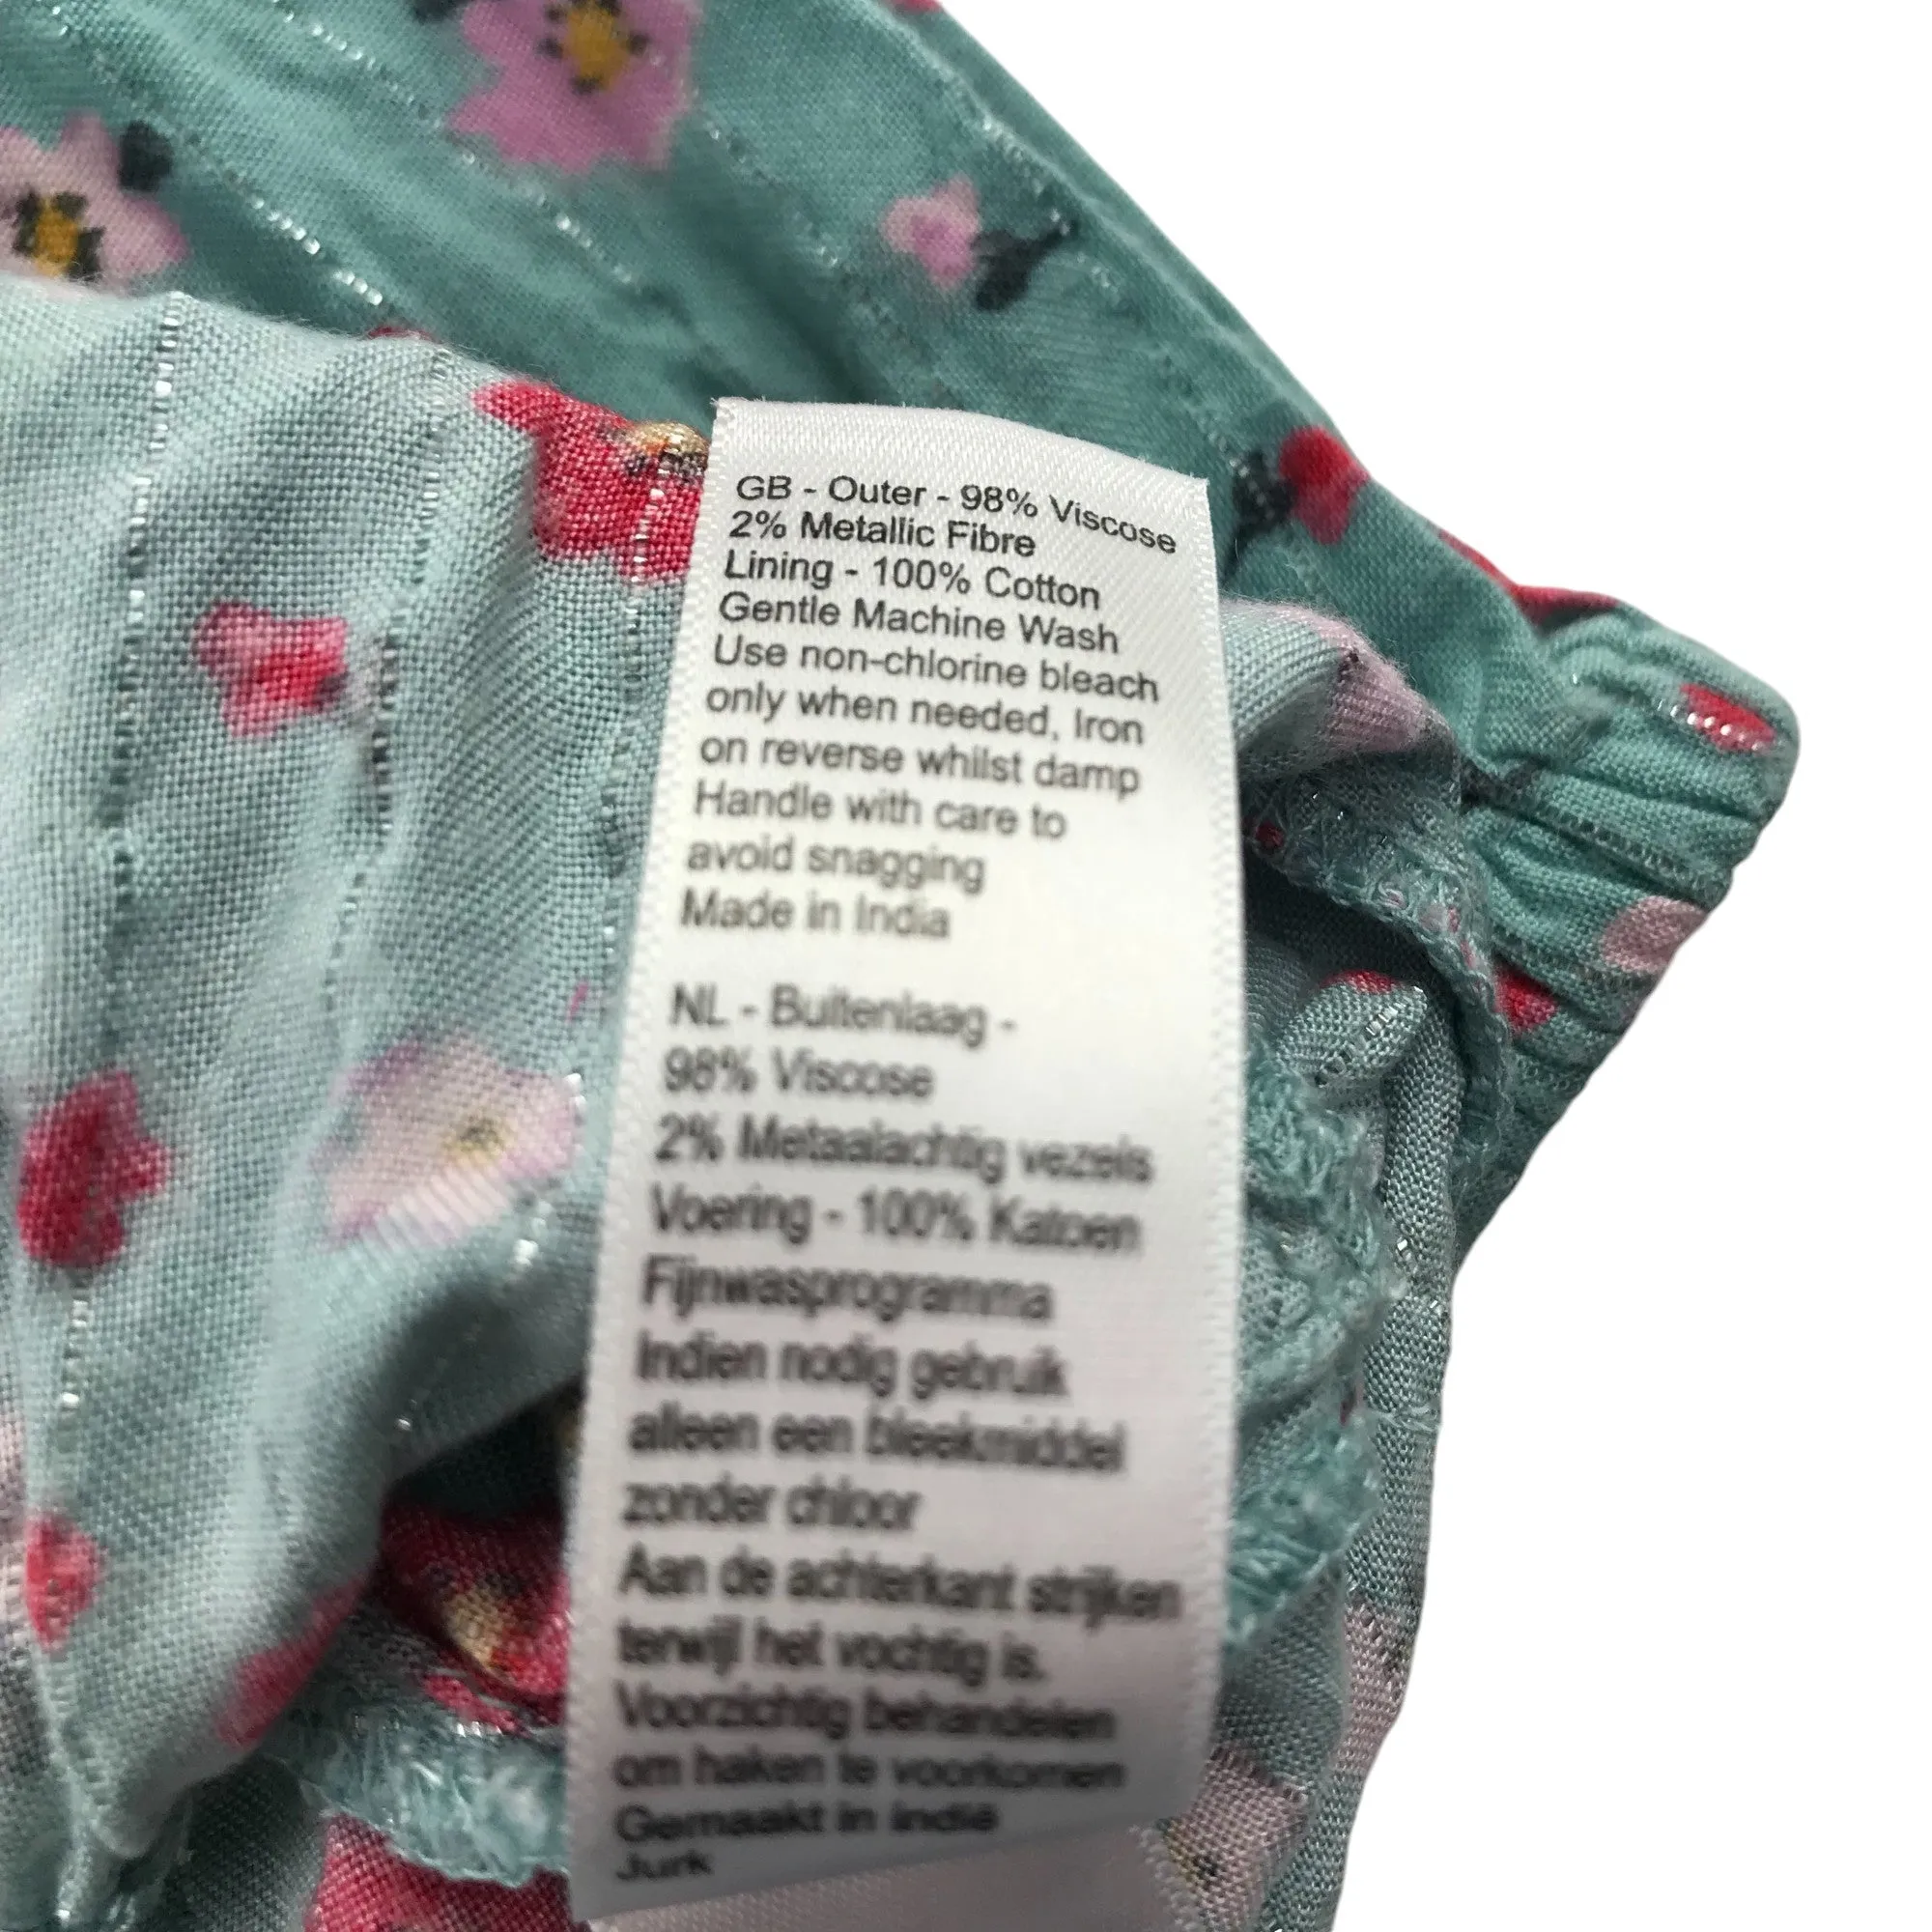 GB - Outer - 98% Viscose
2% Metallic Fibre
Lining - 100% Cotton
Gentle Machine Wash
Use non-chlorine bleach
only when needed, Iron
on reverse whilst damp
Handle with care to
avoid snagging
Made in India
NL - Buitenlaag -
98% Viscose
2% Metaalachtig vezels
Voering - 100% Katoen
Fijnwasprogramma
Indien nodig gebruik
alleen een bleekmiddel
zonder chloor
Aan de achterkant strijken
terwijl het vochtig is.
Voorzichtig behandelen
om haken te voorkomen
Gemaakt in Indië
Jurk